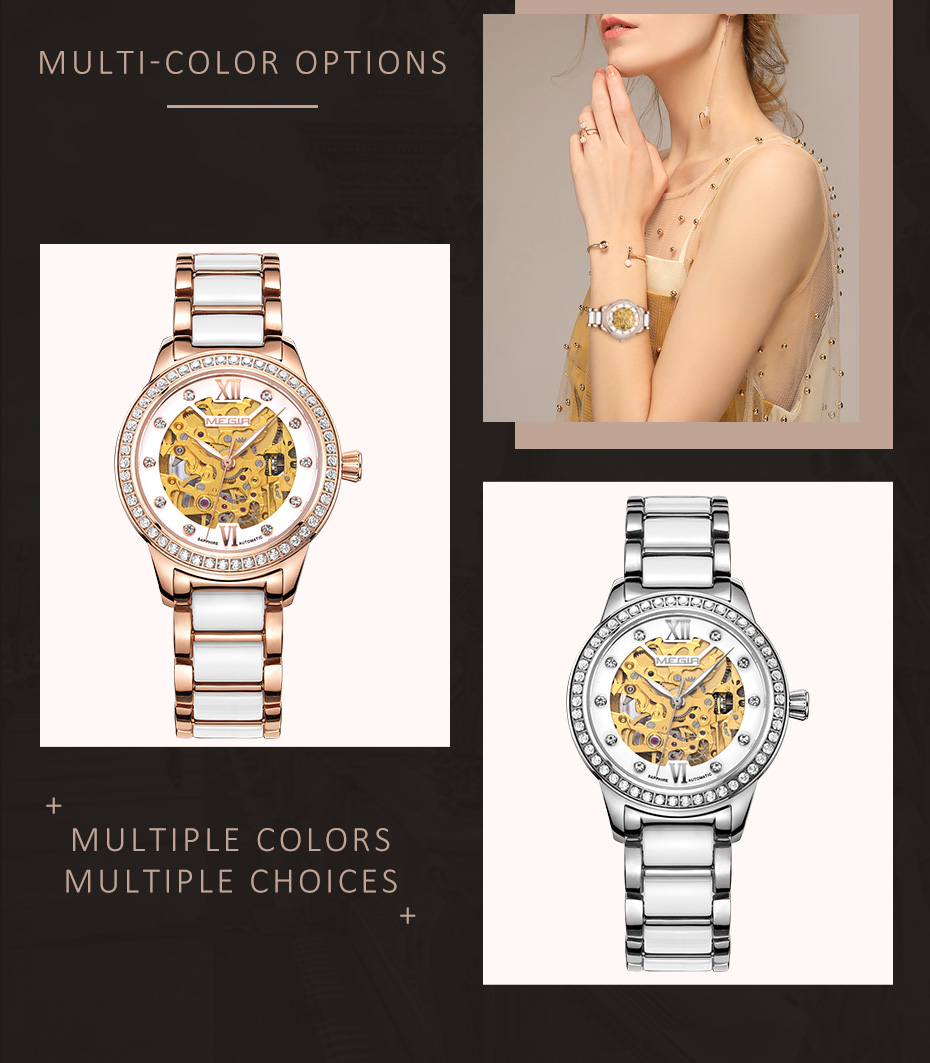 MULTI-COLOR OPTIONS
XII
MEGIR
VI
SAPPHIRE AUTOMATIC
XII
MEGIR
VI
SAPPHIRE AUTOMATIC
+
MULTIPLE COLORS
MULTIPLE CHOICES
+